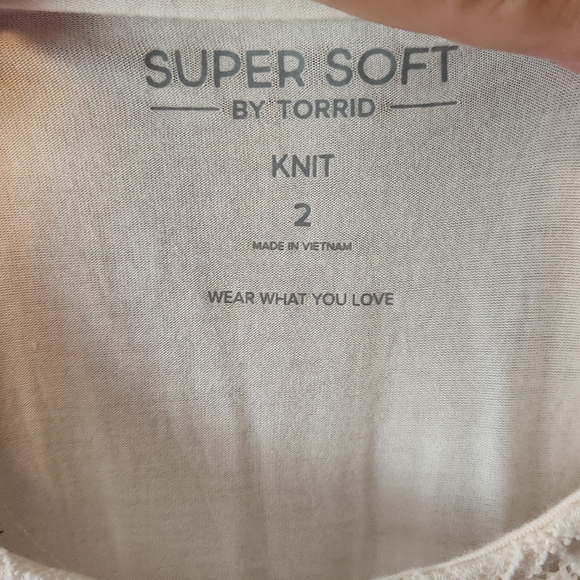 SUPER SOFT
BY TORRID
KNIT
2
MADE IN VIETNAM
WEAR WHAT YOU LOVE